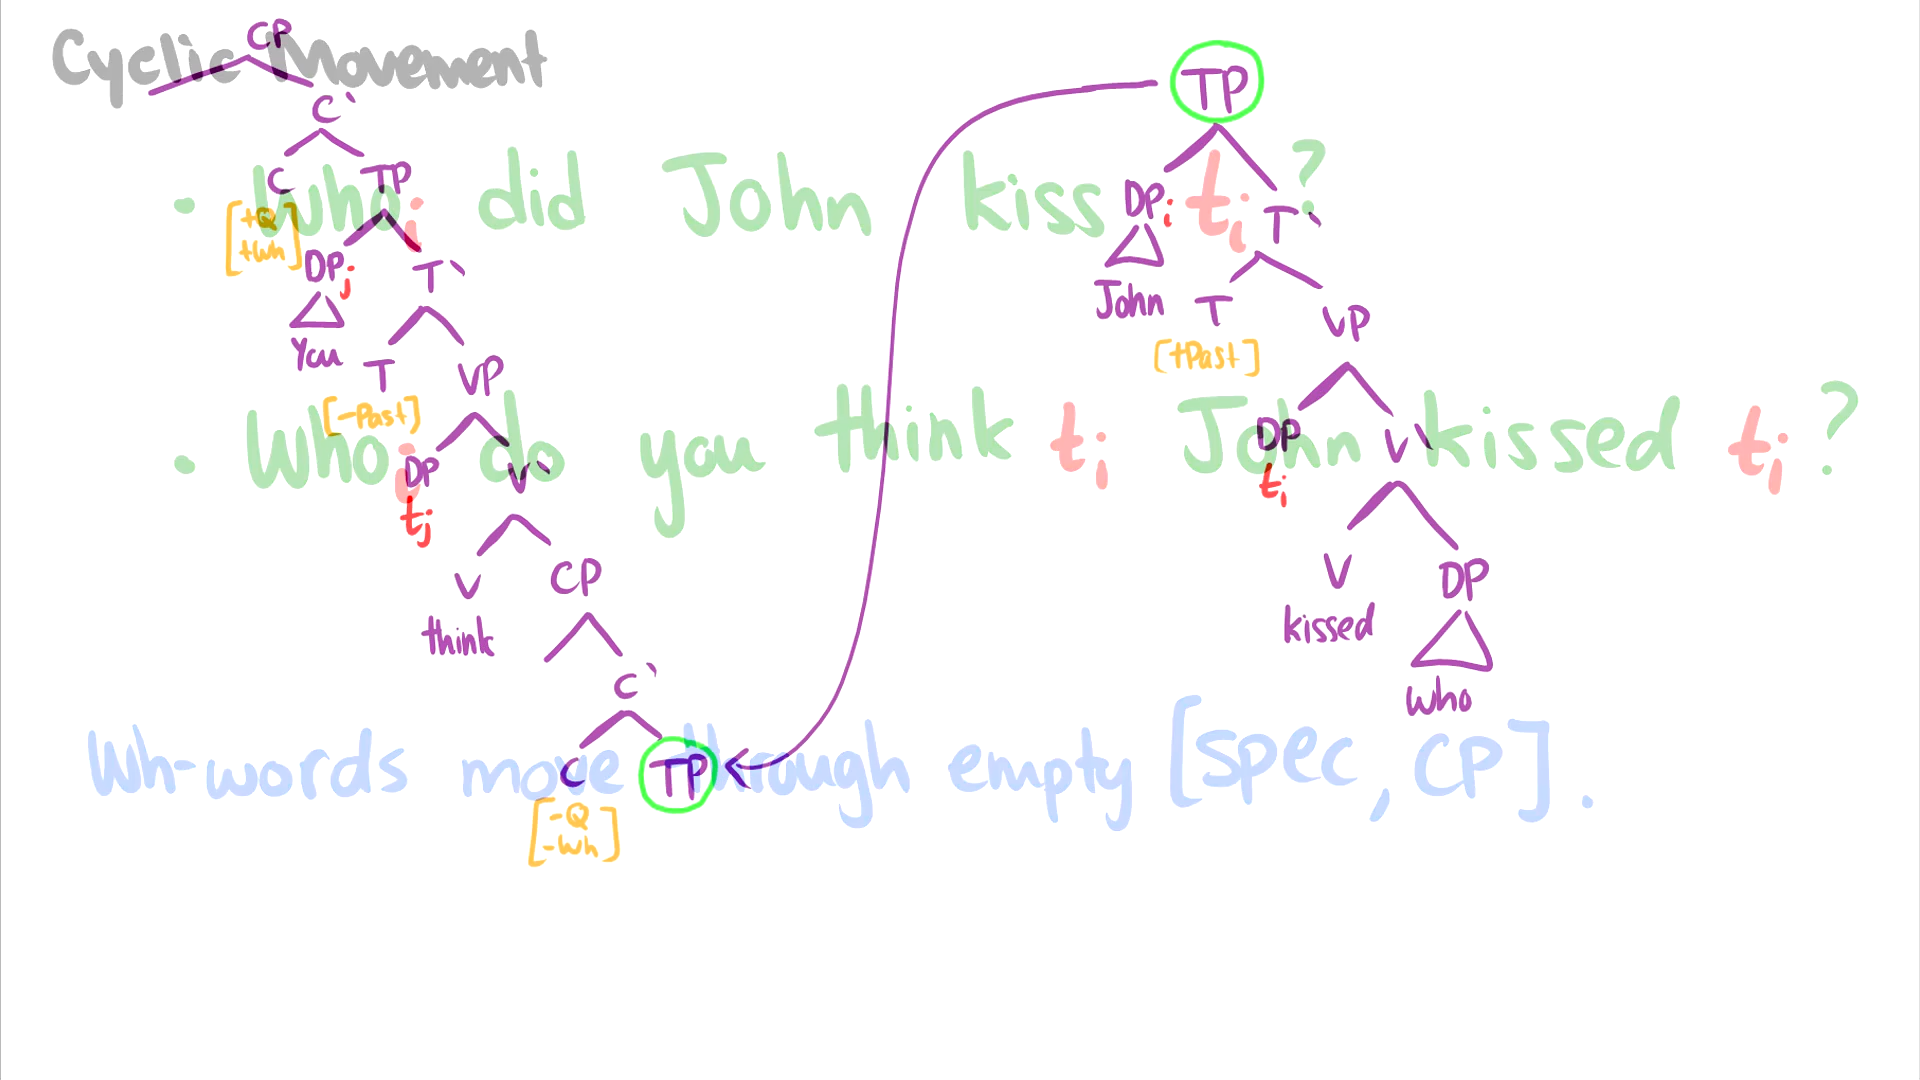 Cyclic Movement
• Whoi did John kiss ti ?
• Whoi do you think ti John kissed ti ?
Wh-words move through empty [spec, CP].
CP
C`
C TP
[+Q
+Wh]
DPj T`
You
T VP
[-Past]
DP V`
tj
V CP
think
C`
C TP
[-Q
-Wh]
TP
DPi T`
John
T VP
[+Past]
DP V`
ti
V DP
kissed
Who